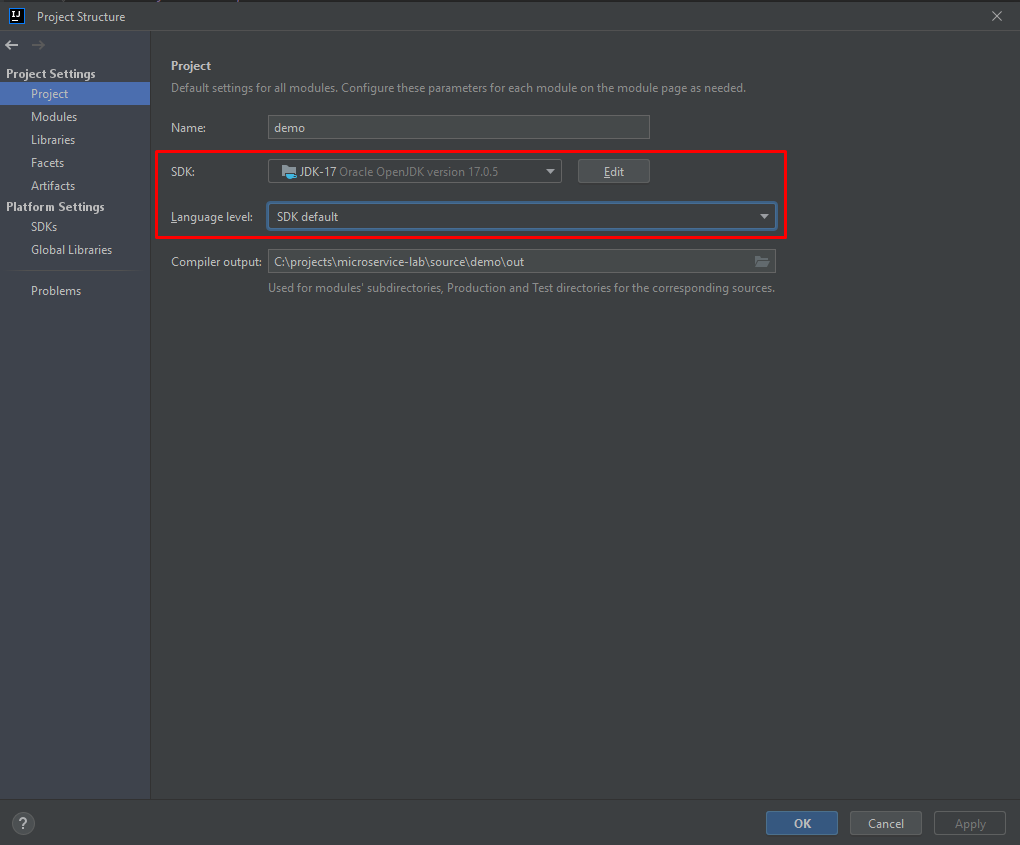 IJ
Project Structure
Project Settings
Project
Modules
Libraries
Facets
Artifacts
Platform Settings
SDKs
Global Libraries
Problems
Project
Default settings for all modules. Configure these parameters for each module on the module page as needed.
Name: demo
SDK: JDK-17 Oracle OpenJDK version 17.0.5 Edit
Language level: SDK default
Compiler output: C:\projects\microservice-lab\source\demo\out
Used for modules' subdirectories, Production and Test directories for the corresponding sources.
? OK Cancel Apply